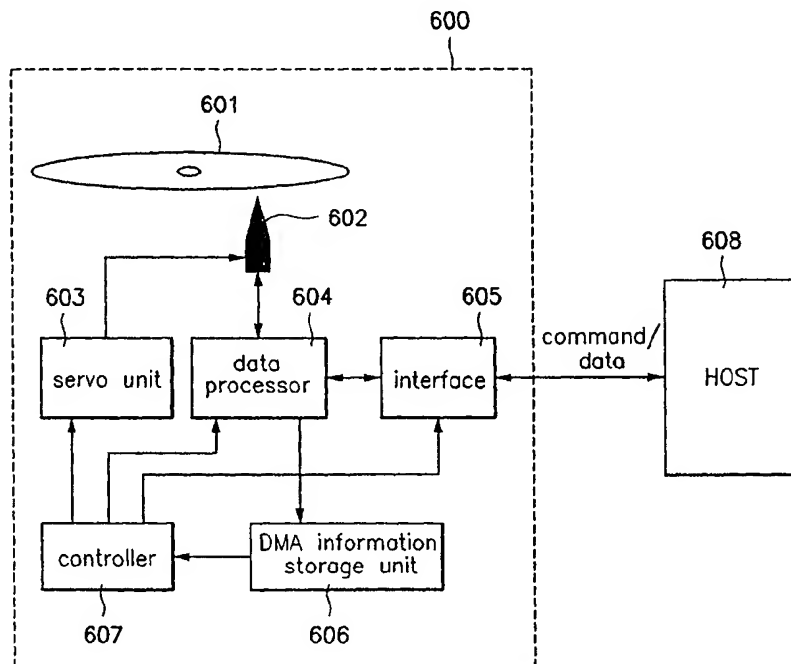 600
601
602
608
603
604
605
command/
data
servo unit
data
processor
interface
HOST
controller
DMA information
storage unit
607
606